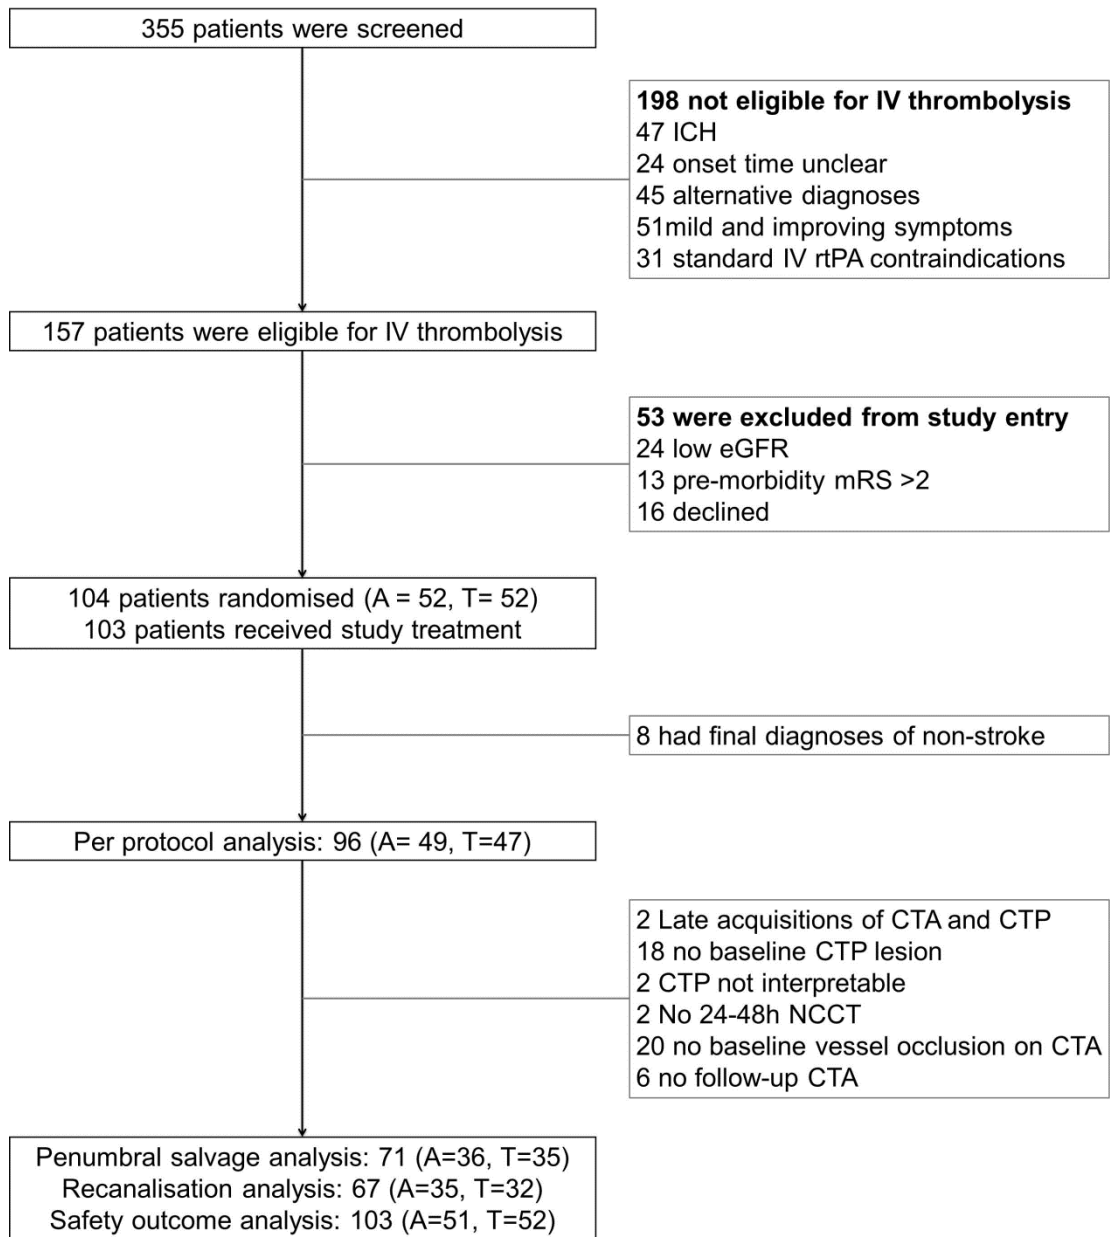 355 patients were screened
198 not eligible for IV thrombolysis
47 ICH
24 onset time unclear
45 alternative diagnoses
51mild and improving symptoms
31 standard IV rtPA contraindications
157 patients were eligible for IV thrombolysis
53 were excluded from study entry
24 low eGFR
13 pre-morbidity mRS >2
16 declined
104 patients randomised (A = 52, T= 52)
103 patients received study treatment
8 had final diagnoses of non-stroke
Per protocol analysis: 96 (A= 49, T=47)
2 Late acquisitions of CTA and CTP
18 no baseline CTP lesion
2 CTP not interpretable
2 No 24-48h NCCT
20 no baseline vessel occlusion on CTA
6 no follow-up CTA
Penumbral salvage analysis: 71 (A=36, T=35)
Recanalisation analysis: 67 (A=35, T=32)
Safety outcome analysis: 103 (A=51, T=52)